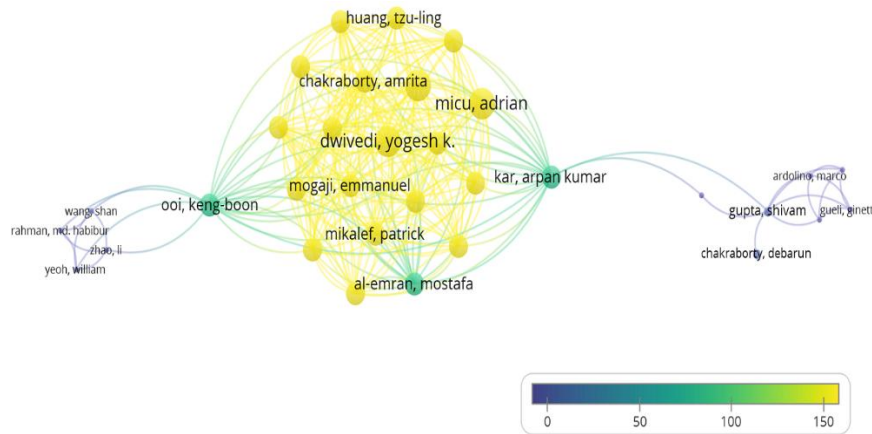 huang, tzu-ling
chakraborty, amrita
micu, adrian
dwivedi, yogesh k.
kar, arpan kumar
ardolino, marco
mogaji, emmanuel
ooi, keng-boon
wang, shan
gupta, shivam
gueli, ginett
rahman, md. habibur
mikalef, patrick
zhao, li
chakraborty, debarun
yeoh, william
al-emran, mostafa
0 50 100 150